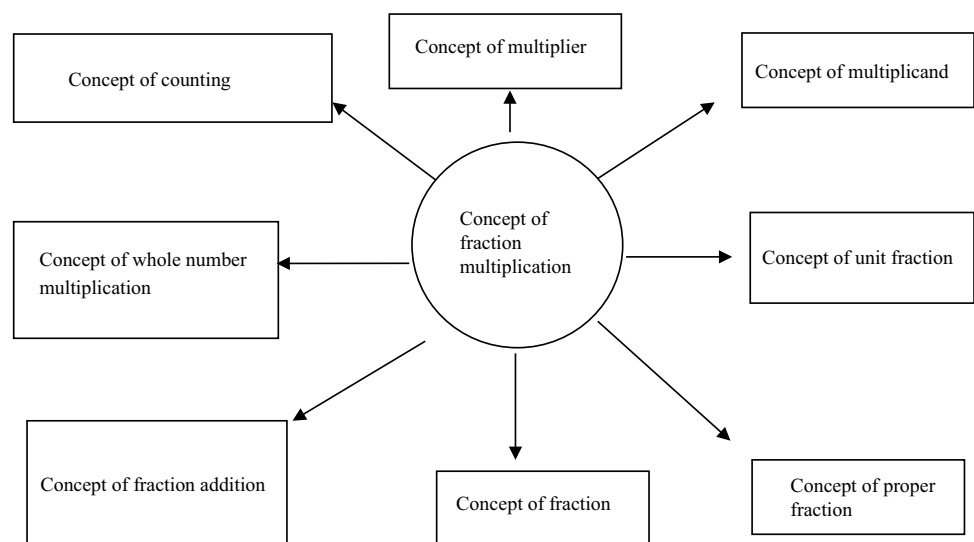 Concept of counting
Concept of multiplier
Concept of multiplicand
Concept of
fraction
multiplication
Concept of whole number
multiplication
Concept of unit fraction
Concept of fraction addition
Concept of fraction
Concept of proper
fraction